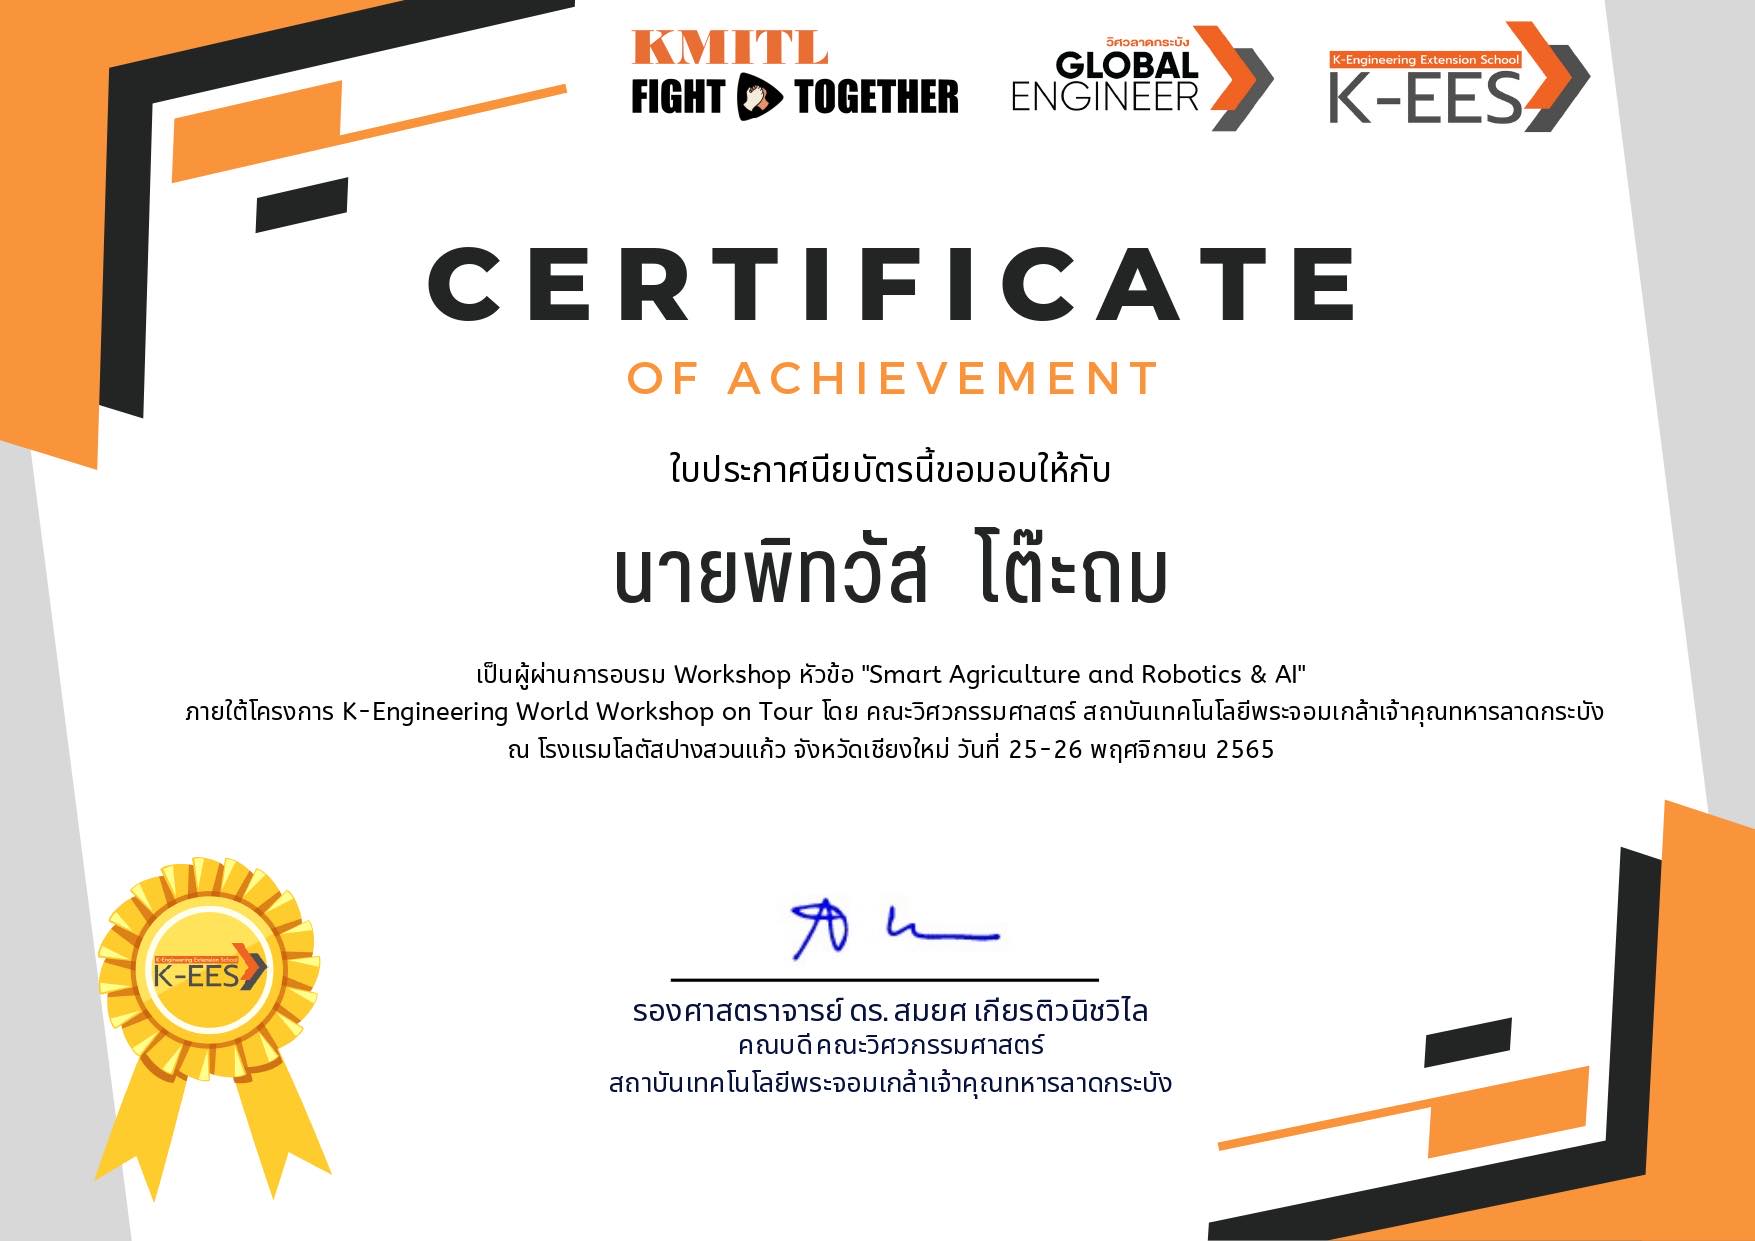 KMITL
FIGHT TOGETHER
วิศวลาดกระบัง
GLOBAL
ENGINEER
K-Engineering Extension School
K-EES
CERTIFICATE
OF ACHIEVEMENT
ใบประกาศนียบัตรนี้ขอมอบให้กับ
นายพิทวัส โต๊ะถม
เป็นผู้ผ่านการอบรม Workshop หัวข้อ "Smart Agriculture and Robotics & AI"
ภายใต้โครงการ K-Engineering World Workshop on Tour โดย คณะวิศวกรรมศาสตร์ สถาบันเทคโนโลยีพระจอมเกล้าเจ้าคุณทหารลาดกระบัง
ณ โรงแรมโลตัสปางสวนแก้ว จังหวัดเชียงใหม่ วันที่ 25-26 พฤศจิกายน 2565
K-Engineering Extension School
K-EES
รองศาสตราจารย์ ดร. สมยศ เกียรติวนิชวิไล
คณบดีคณะวิศวกรรมศาสตร์
สถาบันเทคโนโลยีพระจอมเกล้าเจ้าคุณทหารลาดกระบัง